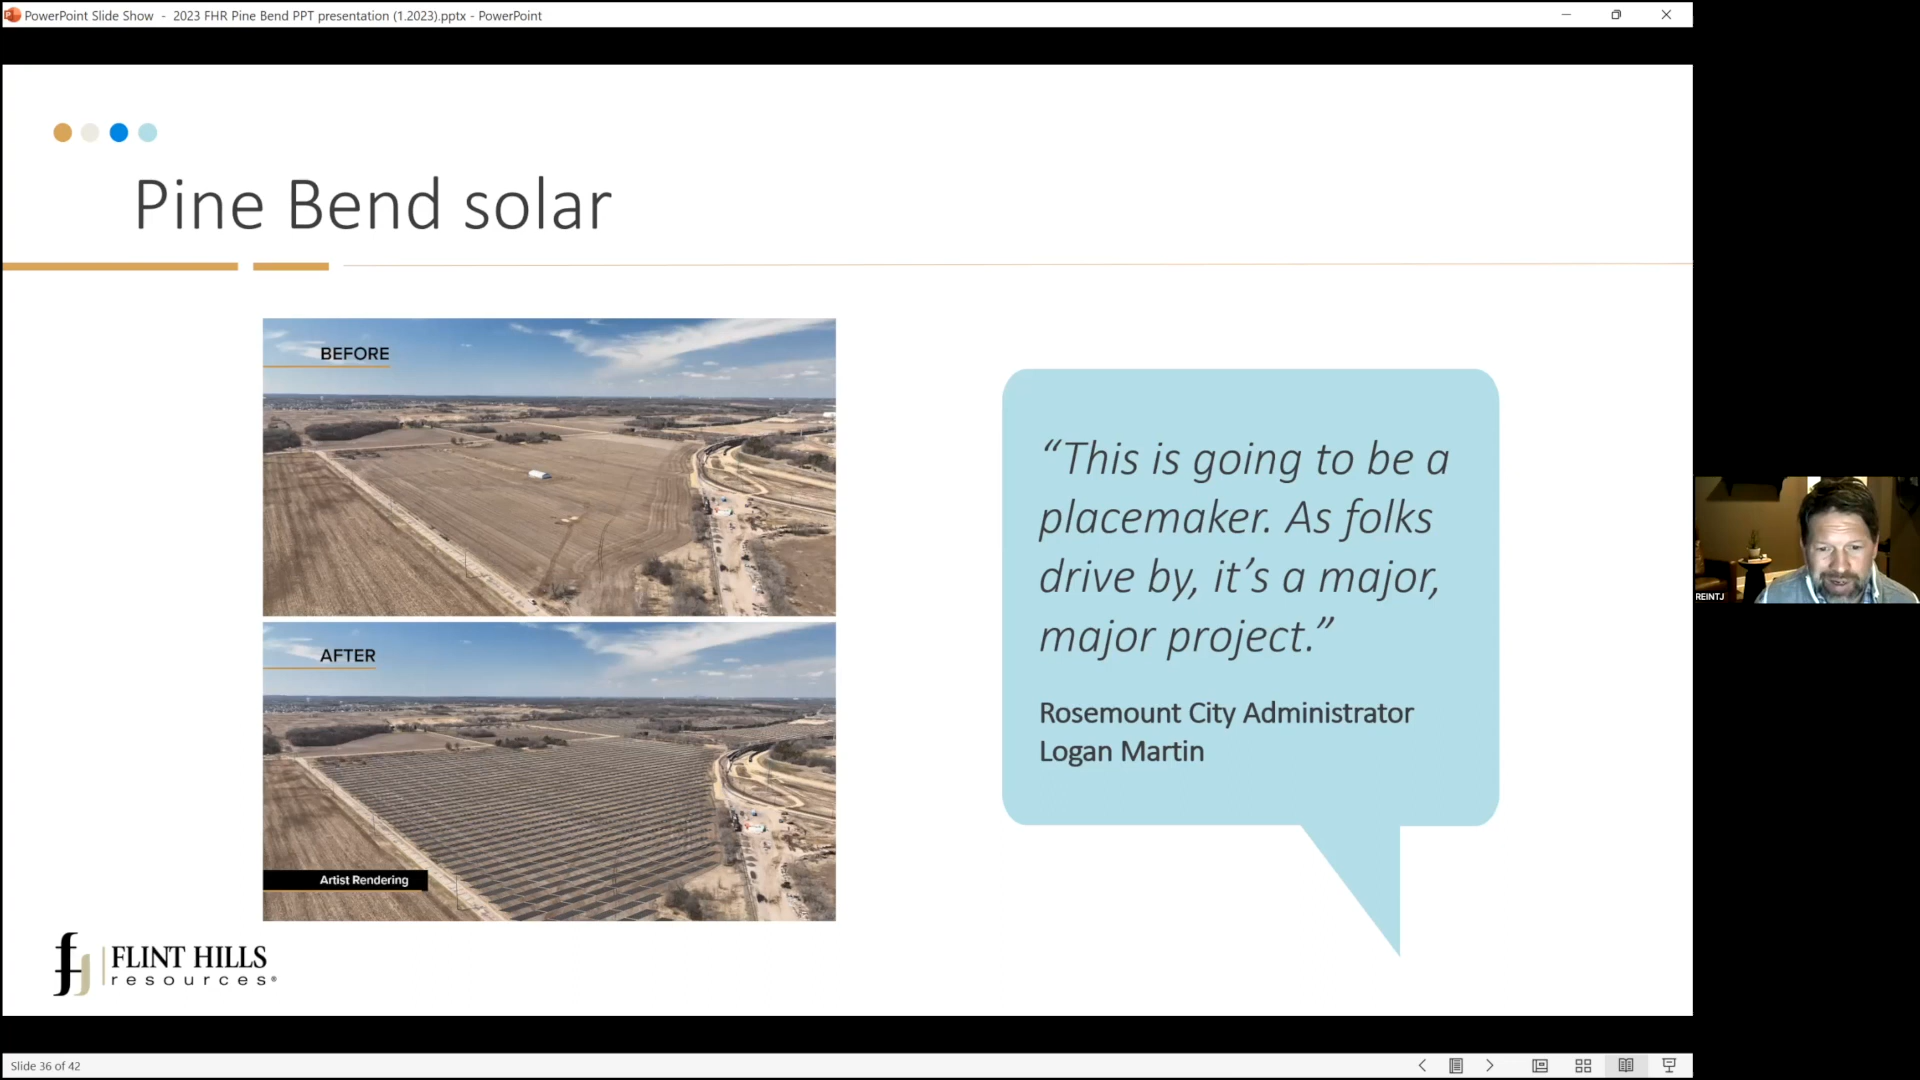 PowerPoint Slide Show - 2023 FHR Pine Bend PPT presentation (1.2023).pptx - PowerPoint
Pine Bend solar
BEFORE
AFTER
Artist Rendering
“This is going to be a
placemaker. As folks
drive by, it’s a major,
major project.”
Rosemount City Administrator
Logan Martin
FLINT HILLS
resources®
REINTJ
Slide 36 of 42